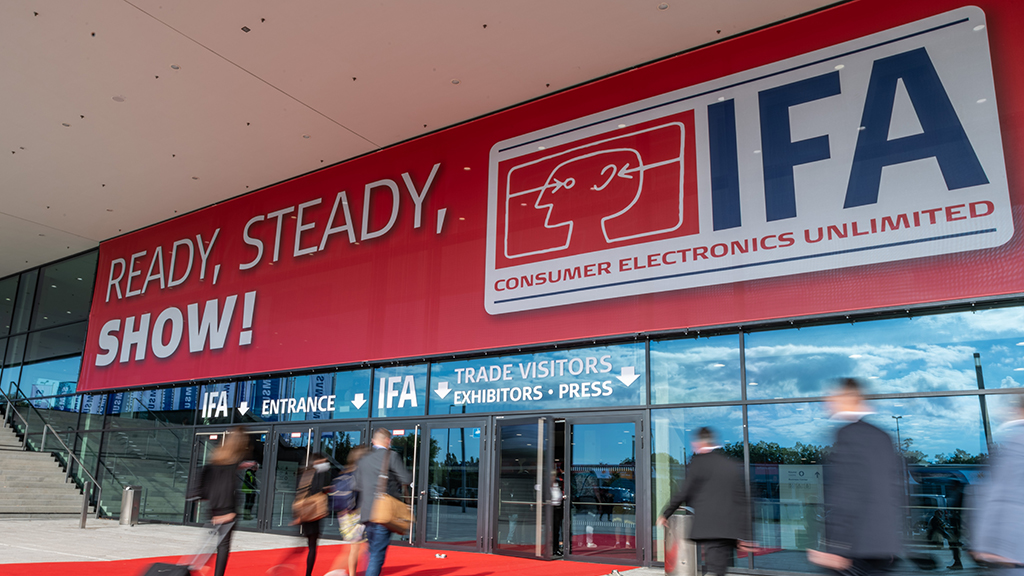 READY, STEADY,
SHOW!
IFA
CONSUMER ELECTRONICS UNLIMITED
IFA ENTRANCE
IFA
TRADE VISITORS
EXHIBITORS • PRESS